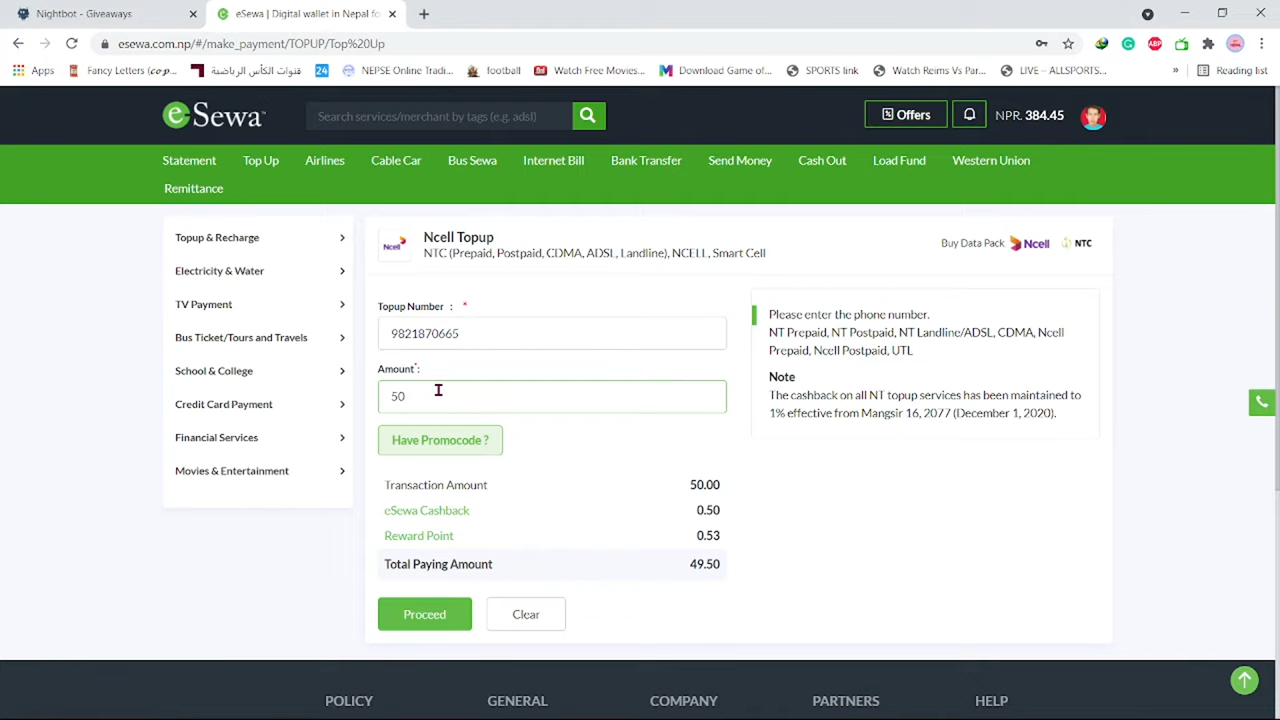 Nightbot - Giveaways
eSewa | Digital wallet in Nepal fo
esewa.com.np/#/make_payment/TOPUP/Top%20Up
ABP
Apps
Fancy Letters (𝓬𝓸𝓹...
قنوات الكأس الرياضية
24
NEPSE Online Tradi...
football
Watch Free Movies...
Download Game of...
SPORTS link
Watch Reims Vs Par...
LIVE – ALLSPORTS...
»
Reading list
eSewa™
Search services/merchant by tags (e.g. adsl)
Offers
NPR. 384.45
Statement
Top Up
Airlines
Cable Car
Bus Sewa
Internet Bill
Bank Transfer
Send Money
Cash Out
Load Fund
Western Union
Remittance
Topup & Recharge
Electricity & Water
TV Payment
Bus Ticket/Tours and Travels
School & College
Credit Card Payment
Financial Services
Movies & Entertainment
Ncell
Ncell Topup
NTC (Prepaid, Postpaid, CDMA, ADSL, Landline), NCELL, Smart Cell
Buy Data Pack Ncell NTC
Topup Number : *
9821870665
Amount*:
50
Have Promocode ?
Transaction Amount 50.00
eSewa Cashback 0.50
Reward Point 0.53
Total Paying Amount 49.50
Proceed
Clear
Please enter the phone number.
NT Prepaid, NT Postpaid, NT Landline/ADSL, CDMA, Ncell
Prepaid, Ncell Postpaid, UTL
Note
The cashback on all NT topup services has been maintained to
1% effective from Mangsir 16, 2077 (December 1, 2020).
POLICY
GENERAL
COMPANY
PARTNERS
HELP